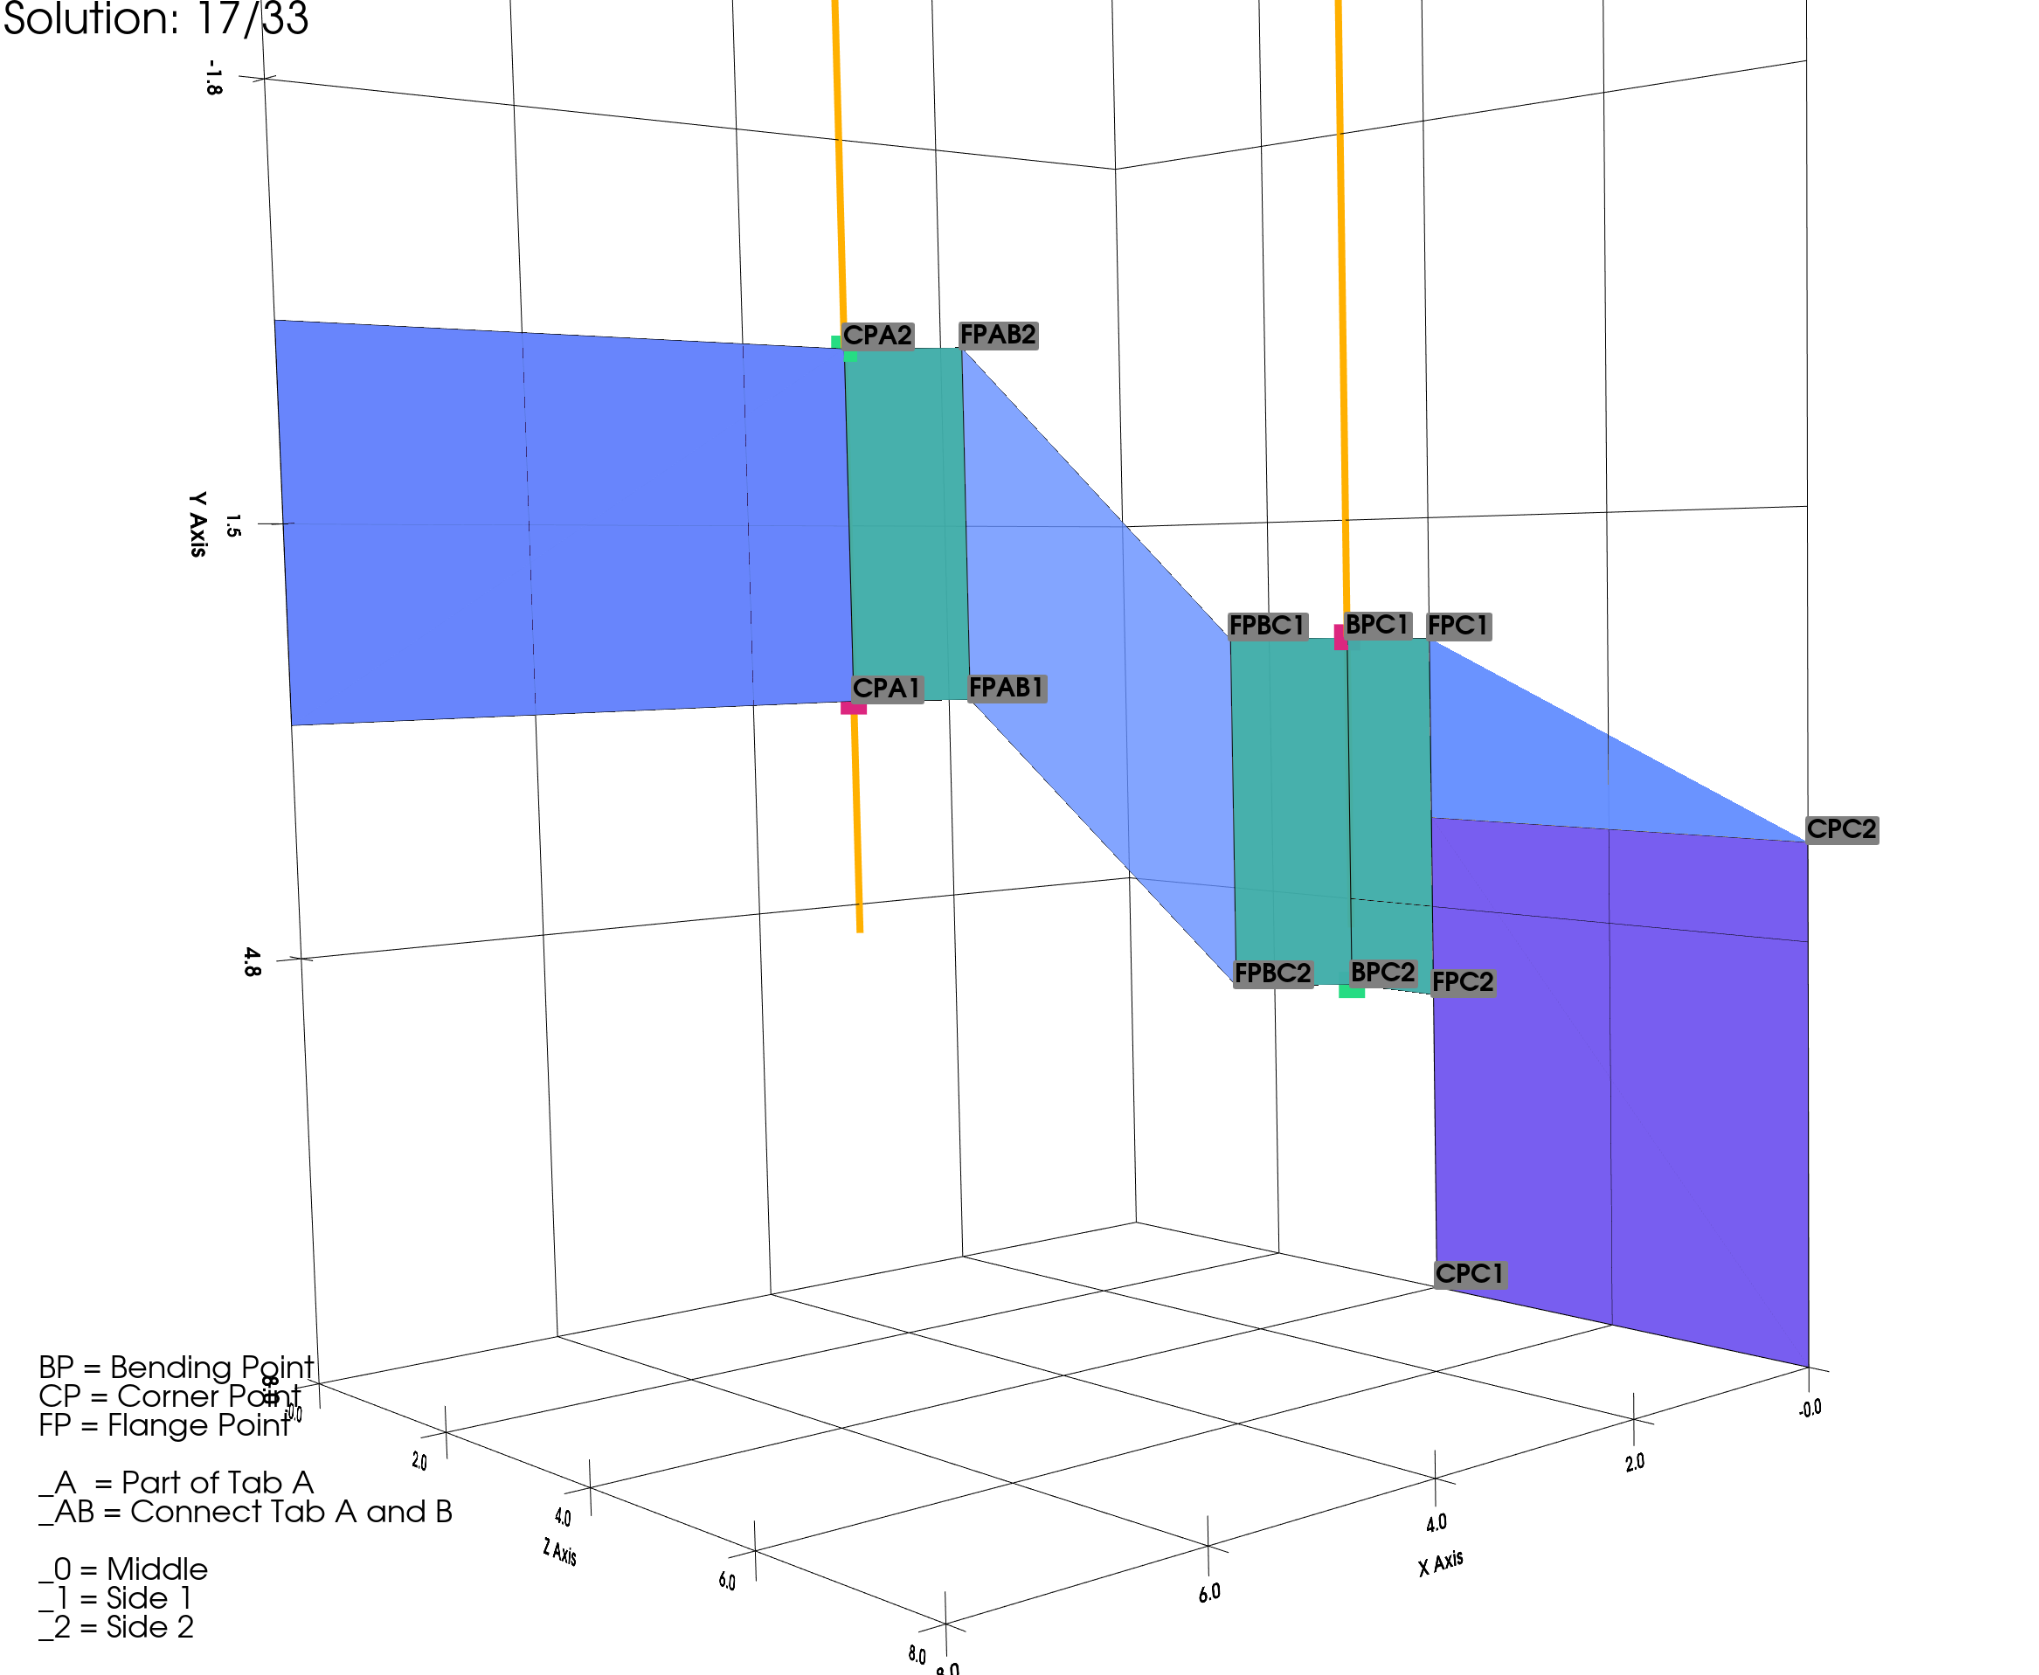 Solution: 17/33
-1.8
CPA2
FPAB2
Y Axis
1.5
FPBC1
BPC1
FPC1
CPA1
FPAB1
CPC2
4.8
FPBC2
BPC2
FPC2
CPC1
BP = Bending Point
CP = Corner Point
FP = Flange Point
-0.0
2.0
2.0
_A = Part of Tab A
_AB = Connect Tab A and B
4.0
4.0
Z Axis
X Axis
_0 = Middle
6.0
6.0
_1 = Side 1
_2 = Side 2
8.0